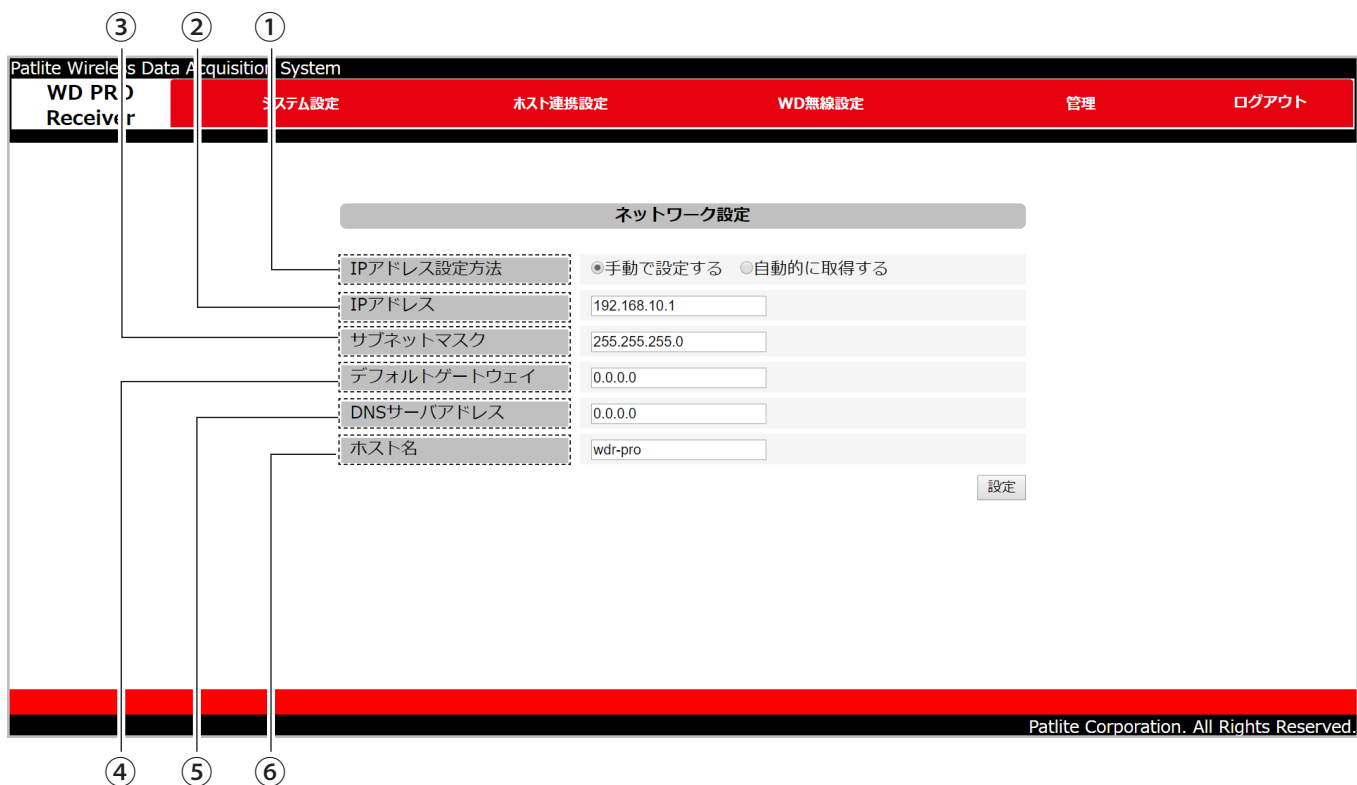 ③ ② ①
Patlite Wireless Data Acquisition System
WD PRO
Receiver
システム設定 ホスト連携設定 WD無線設定 管理 ログアウト
ネットワーク設定
IPアドレス設定方法 手動で設定する 自動的に取得する
IPアドレス 192.168.10.1
サブネットマスク 255.255.255.0
デフォルトゲートウェイ 0.0.0.0
DNSサーバアドレス 0.0.0.0
ホスト名 wdr-pro
設定
Patlite Corporation. All Rights Reserved.
④ ⑤ ⑥